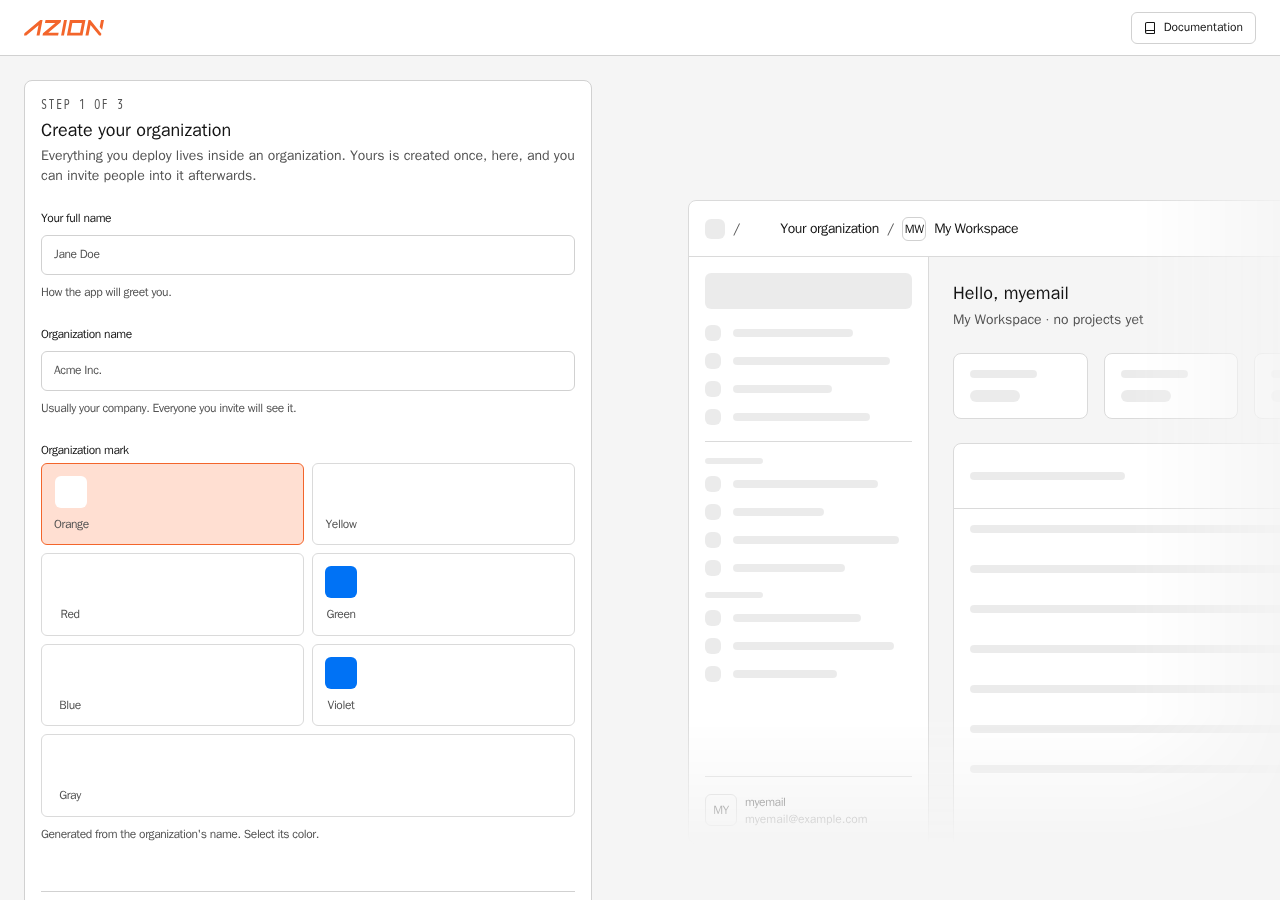 AZION
Documentation
STEP 1 OF 3
Create your organization
Everything you deploy lives inside an organization. Yours is created once, here, and you
can invite people into it afterwards.
Your full name
Jane Doe
How the app will greet you.
Organization name
Acme Inc.
Usually your company. Everyone you invite will see it.
Organization mark
Orange
Yellow
Red
Green
Blue
Violet
Gray
Generated from the organization's name. Select its color.
/ Your organization / MW My Workspace
Hello, myemail
My Workspace · no projects yet
MY
myemail
myemail@example.com